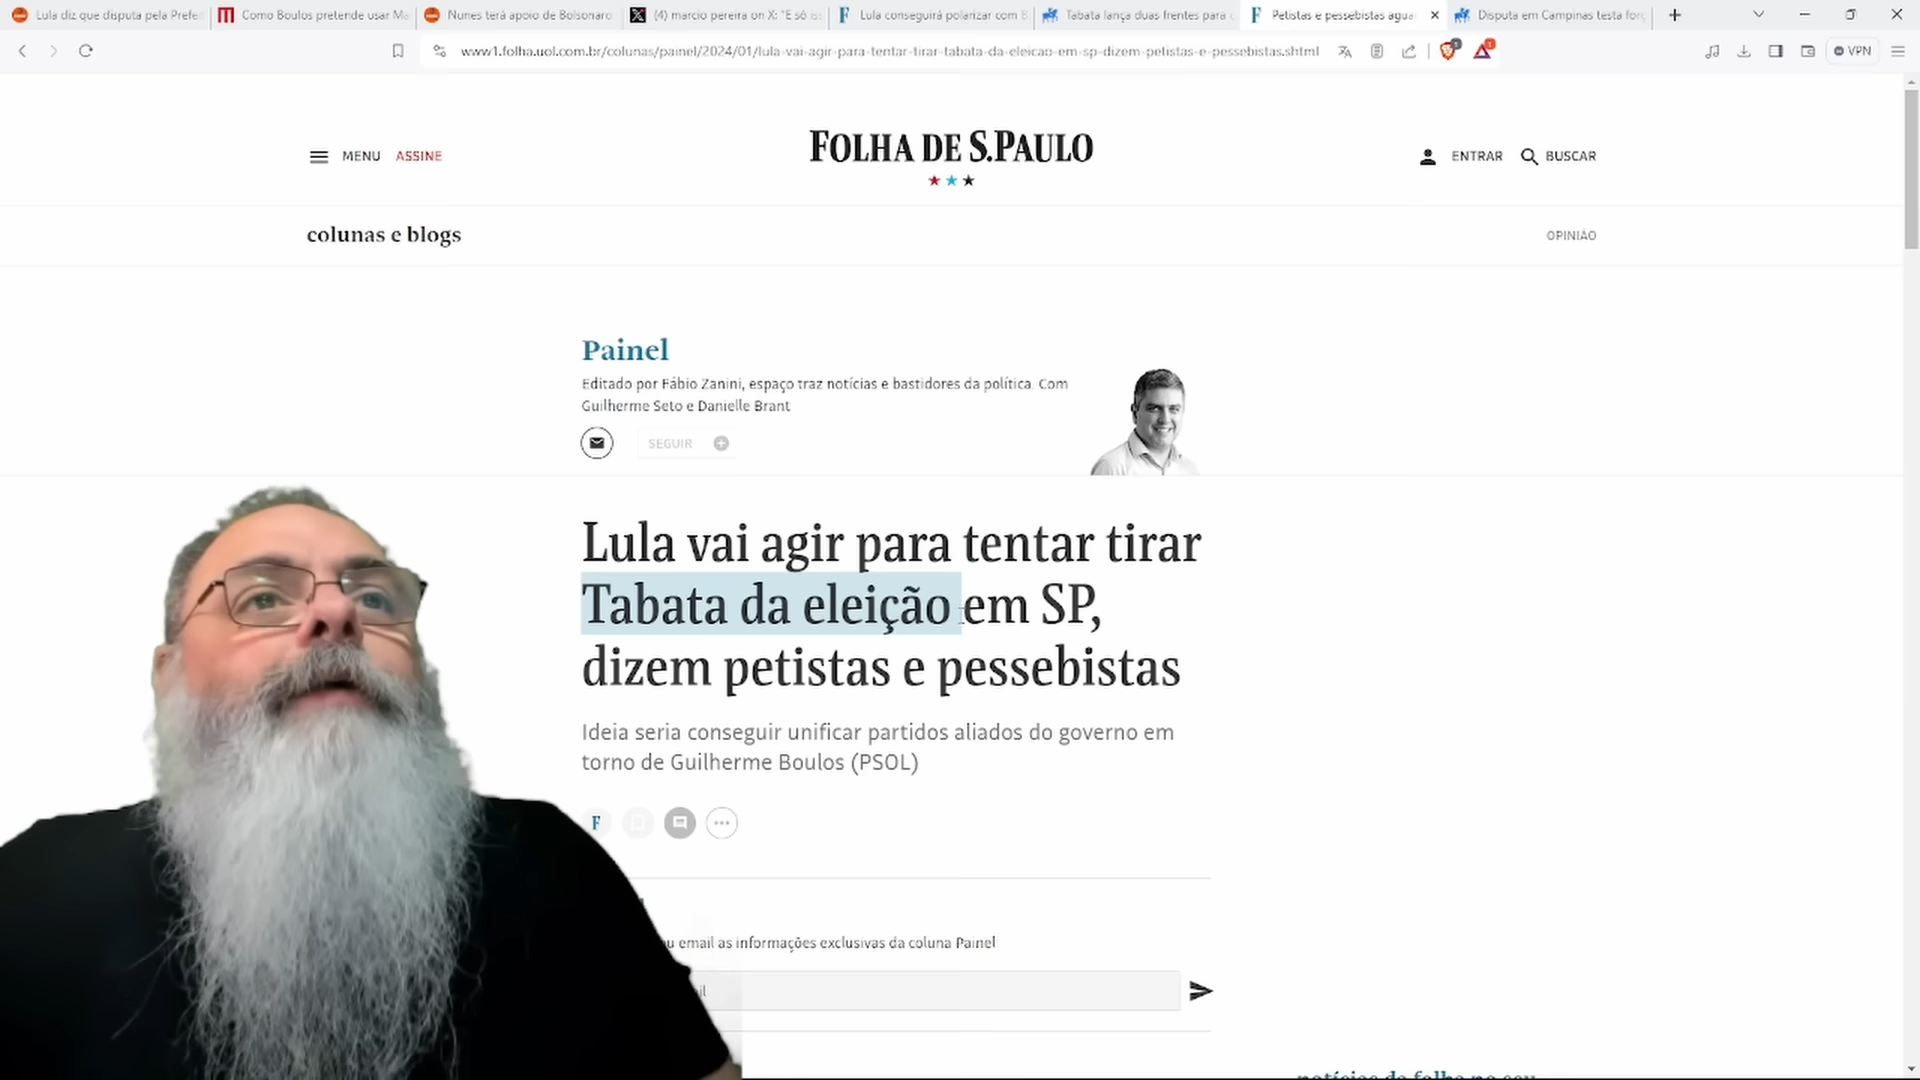 Lula diz que disputa pela Prefei
Como Boulos pretende usar Ma
Nunes terá apoio de Bolsonaro
(4) marcio pereira on X: "E só is
Lula conseguirá polarizar com B
Tabata lança duas frentes para c
Petistas e pessebistas agua
Disputa em Campinas testa forç
www1.folha.uol.com.br/colunas/painel/2024/01/lula-vai-agir-para-tentar-tirar-tabata-da-eleicao-em-sp-dizem-petistas-e-pessebistas.shtml
VPN
MENU ASSINE
FOLHA DE S.PAULO
ENTRAR BUSCAR
colunas e blogs
OPINIÃO
Painel
Editado por Fábio Zanini, espaço traz notícias e bastidores da política. Com
Guilherme Seto e Danielle Brant
SEGUIR
Lula vai agir para tentar tirar
Tabata da eleição em SP,
dizem petistas e pessebistas
Ideia seria conseguir unificar partidos aliados do governo em
torno de Guilherme Boulos (PSOL)
F
u email as informações exclusivas da coluna Painel
il
notícias da folha no seu